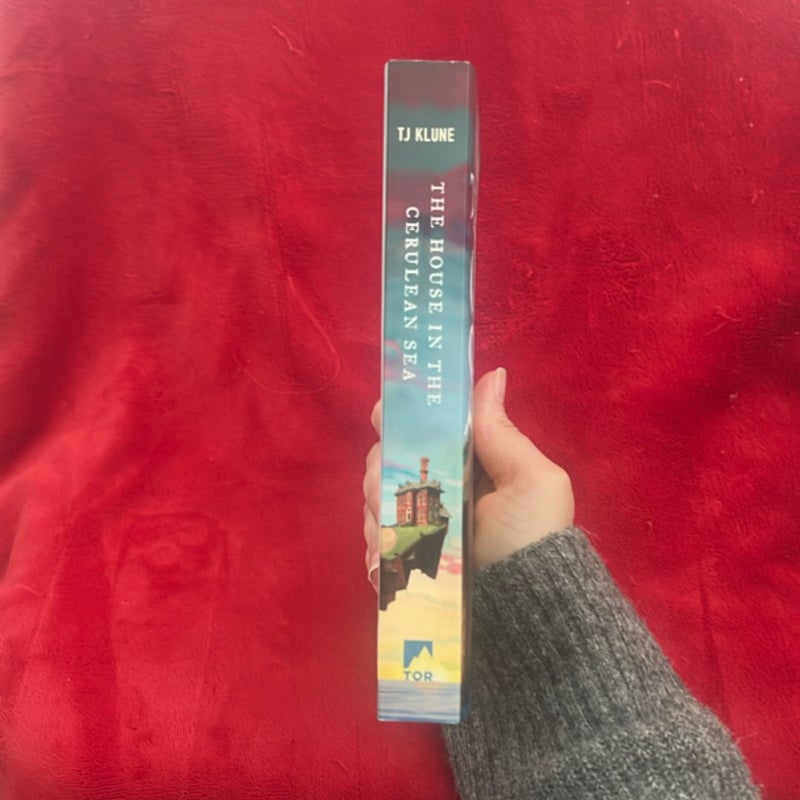 TJ KLUNE
THE HOUSE IN THE
CERULEAN SEA
TOR